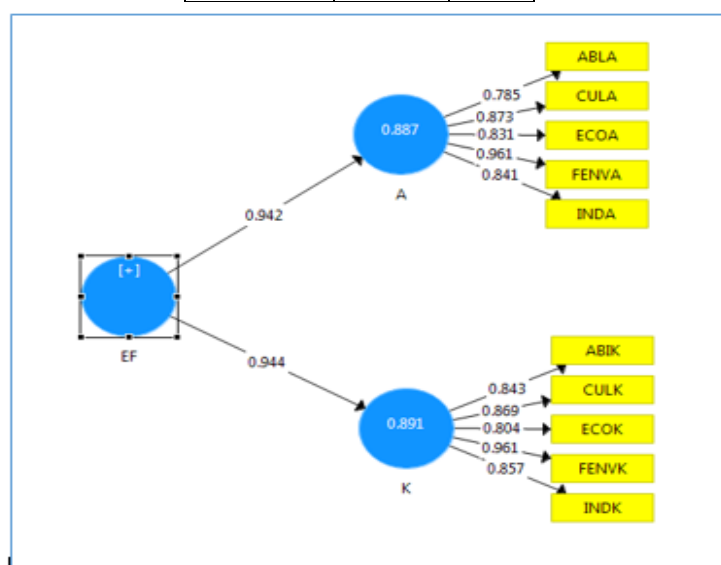 ABLA
0.785
CULA
0.873
0.887
ECOA
0.831
0.961
FENVA
0.841
A
INDA
0.942
[+]
EF
0.944
ABIK
0.843
CULK
0.869
0.891
0.804
ECOK
0.961
FENVK
0.857
K
INDK